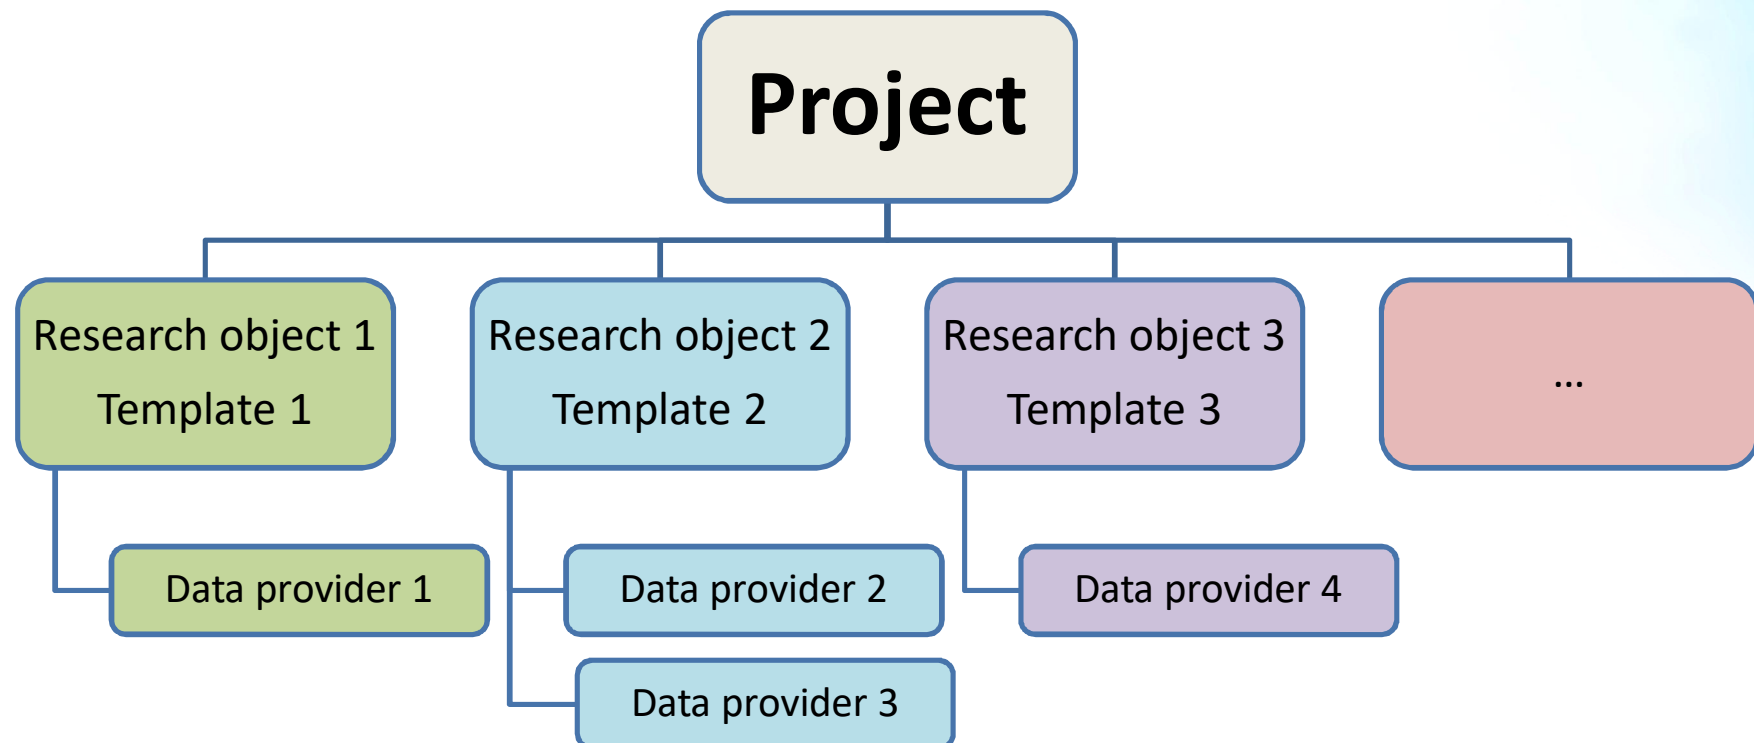 Project
Research object 1
Template 1
Research object 2
Template 2
Research object 3
Template 3
...
Data provider 1
Data provider 2
Data provider 4
Data provider 3